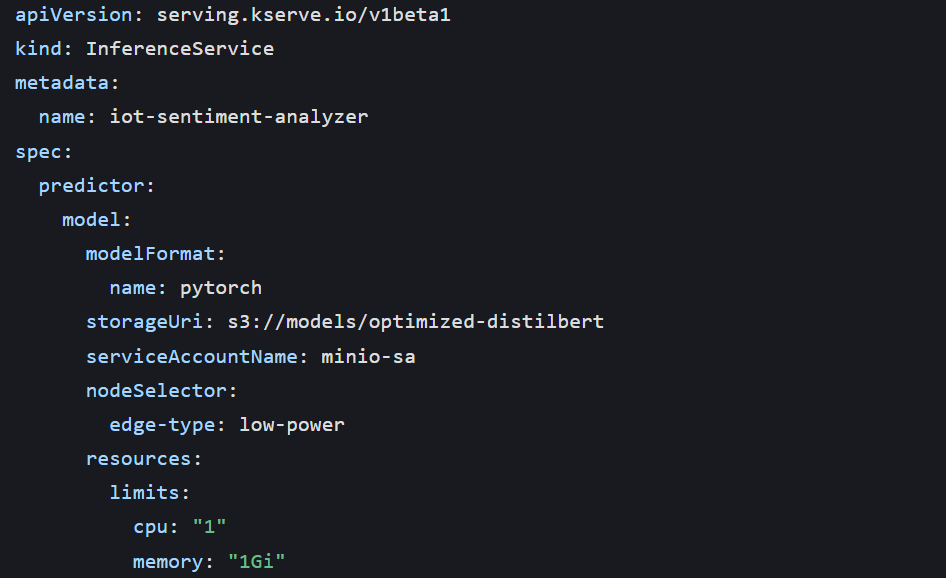 apiVersion: serving.kserve.io/v1beta1
kind: InferenceService
metadata:
  name: iot-sentiment-analyzer
spec:
  predictor:
    model:
      modelFormat:
        name: pytorch
      storageUri: s3://models/optimized-distilbert
      serviceAccountName: minio-sa
      nodeSelector:
        edge-type: low-power
      resources:
        limits:
          cpu: "1"
          memory: "1Gi"